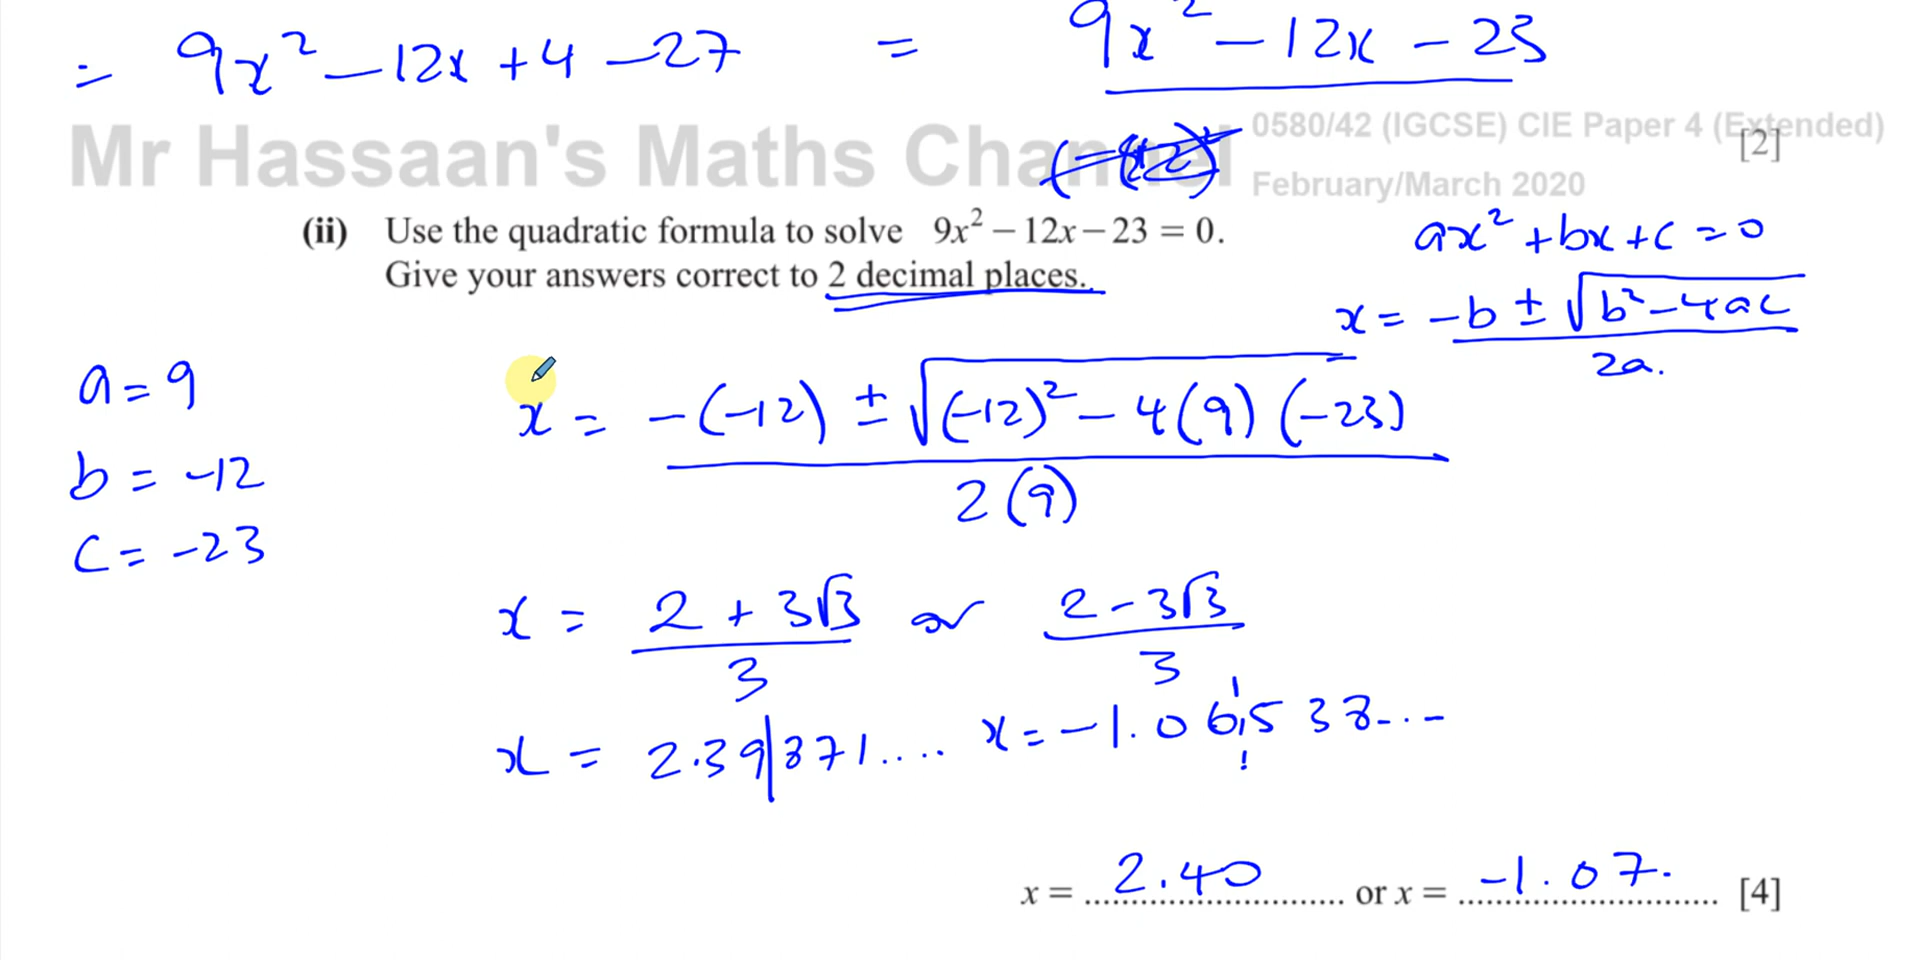 = 9x² − 12x + 4 − 27 = 9x² − 12x − 23
Mr Hassaan's Maths Channel
0580/42 (IGCSE) CIE Paper 4 (Extended)
[2]
February/March 2020
(ii) Use the quadratic formula to solve 9x² − 12x − 23 = 0.
Give your answers correct to 2 decimal places.
ax² + bx + c = 0
x = −b ± √(b² − 4ac) / 2a.
a = 9
b = −12
c = −23
x = −(−12) ± √((−12)² − 4(9)(−23)) / 2(9)
x = (2 + 3√3)/3 or (2 − 3√3)/3
x = 2.39|871.... x = −1.06538...
x = 2.40 or x = −1.07. [4]